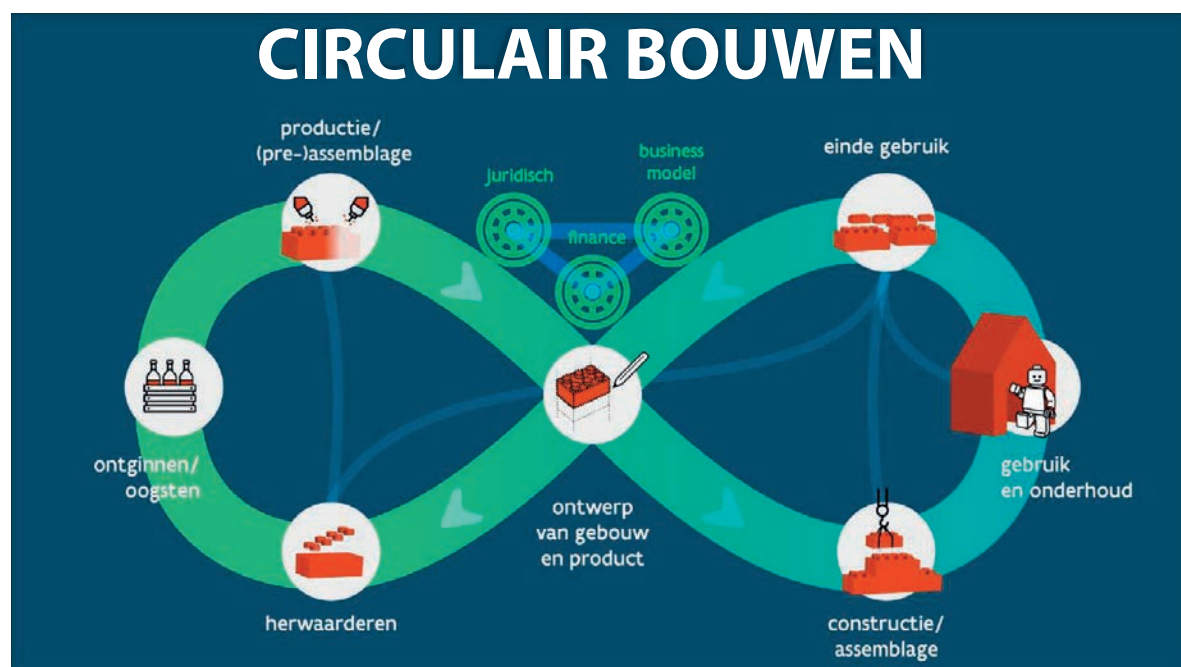 CIRCULAIR BOUWEN
productie/
(pre-)assemblage
juridisch
business
model
finance
einde gebruik
ontginnen/
oogsten
ontwerp
van gebouw
en product
gebruik
en onderhoud
herwaarderen
constructie/
assemblage